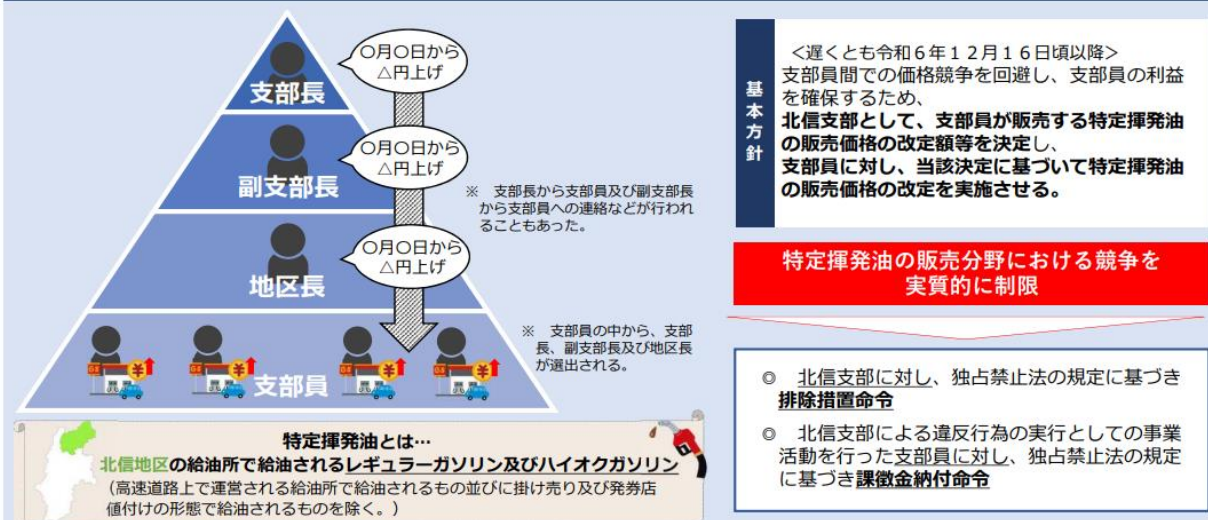 〇月〇日から
△円上げ
支部長
〇月〇日から
△円上げ
副支部長
※ 支部長から支部員及び副支部長
から支部員への連絡などが行われ
ることもあった。
〇月〇日から
△円上げ
地区長
※ 支部員の中から、支部
長、副支部長及び地区長
が選出される。
支部員
特定揮発油とは…
北信地区の給油所で給油されるレギュラーガソリン及びハイオクガソリン
(高速道路上で運営される給油所で給油されるもの並びに掛け売り及び発券店
値付けの形態で給油されるものを除く。)
基本方針
<遅くとも令和6年12月16日頃以降>
支部員間での価格競争を回避し、支部員の利益
を確保するため、
北信支部として、支部員が販売する特定揮発油
の販売価格の改定額等を決定し、
支部員に対し、当該決定に基づいて特定揮発油
の販売価格の改定を実施させる。
特定揮発油の販売分野における競争を
実質的に制限
◎ 北信支部に対し、独占禁止法の規定に基づき
排除措置命令
◎ 北信支部による違反行為の実行としての事業
活動を行った支部員に対し、独占禁止法の規定
に基づき課徴金納付命令